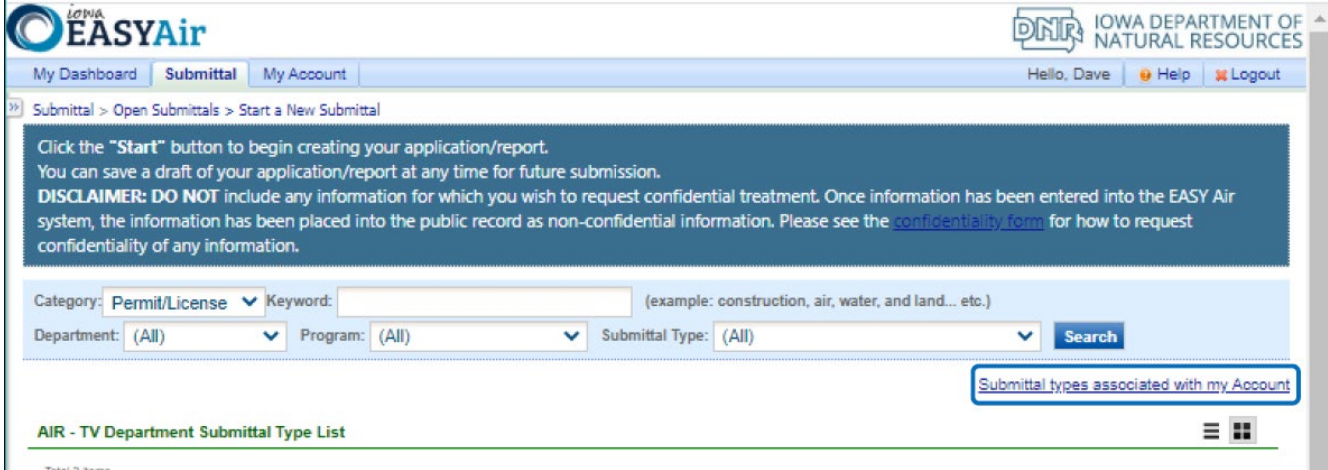 iowa
EASYAir
DNR IOWA DEPARTMENT OF
NATURAL RESOURCES
My Dashboard Submittal My Account Hello, Dave Help Logout
Submittal > Open Submittals > Start a New Submittal
Click the "Start" button to begin creating your application/report.
You can save a draft of your application/report at any time for future submission.
DISCLAIMER: DO NOT include any information for which you wish to request confidential treatment. Once information has been entered into the EASY Air
system, the information has been placed into the public record as non-confidential information. Please see the confidentiality form for how to request
confidentiality of any information.
Category: Permit/License Keyword: (example: construction, air, water, and land... etc.)
Department: (All) Program: (All) Submittal Type: (All) Search
Submittal types associated with my Account
AIR - TV Department Submittal Type List